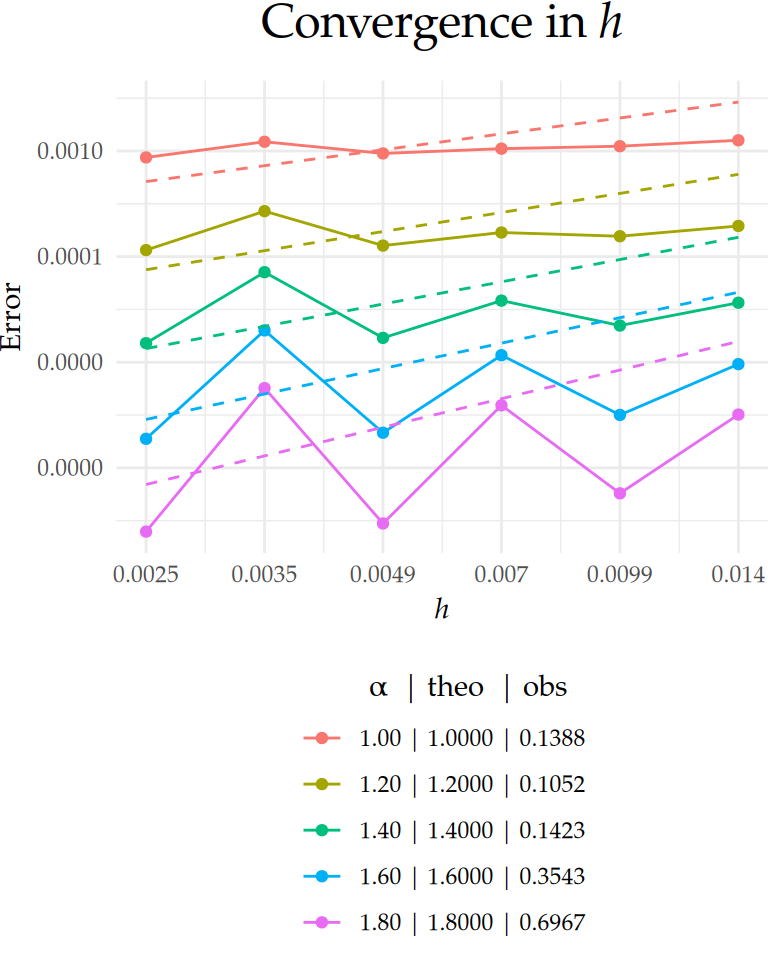 Convergence in h
Error
0.0010
0.0001
0.0000
0.0000
0.0025 0.0035 0.0049 0.007 0.0099 0.014
h
α | theo | obs
1.00 | 1.0000 | 0.1388
1.20 | 1.2000 | 0.1052
1.40 | 1.4000 | 0.1423
1.60 | 1.6000 | 0.3543
1.80 | 1.8000 | 0.6967